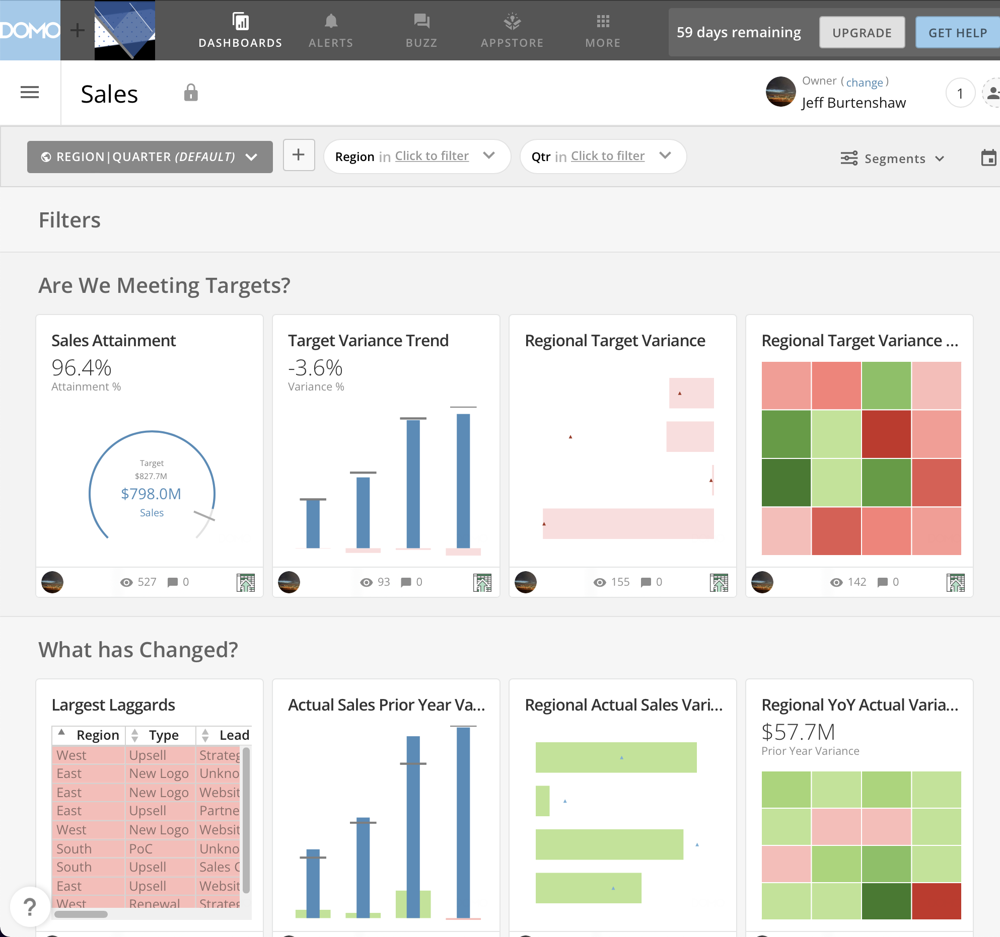 DOMO
+
DASHBOARDS
ALERTS
BUZZ
APPSTORE
MORE
59 days remaining
UPGRADE
GET HELP
Sales
Owner (change)
Jeff Burtenshaw
1
REGION|QUARTER (DEFAULT)
+
Region in Click to filter
Qtr in Click to filter
Segments
Filters
Are We Meeting Targets?
Sales Attainment
96.4%
Attainment %
Target
$827.7M
$798.0M
Sales
527
0
Target Variance Trend
-3.6%
Variance %
93
0
Regional Target Variance
155
0
Regional Target Variance ...
142
0
What has Changed?
Largest Laggards
Region Type Lead
West Upsell Strateg
East New Logo Unkno
East New Logo Websit
East Upsell Partne
West New Logo Websit
South PoC Unkno
South Upsell Sales C
East Upsell Websit
West Renewal Strateg
Actual Sales Prior Year Va...
Regional Actual Sales Vari...
Regional YoY Actual Varia...
$57.7M
Prior Year Variance
?